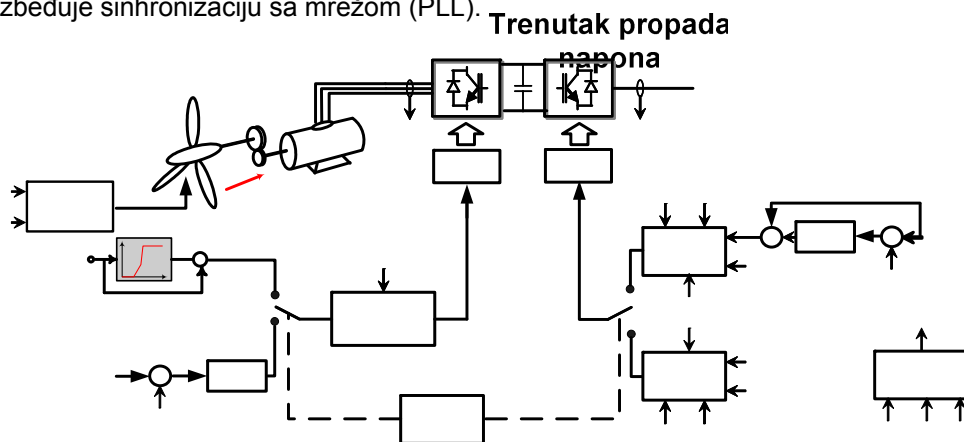 zbeđuje sinhronizaciju sa mrežom (PLL).
Trenutak propada
napona